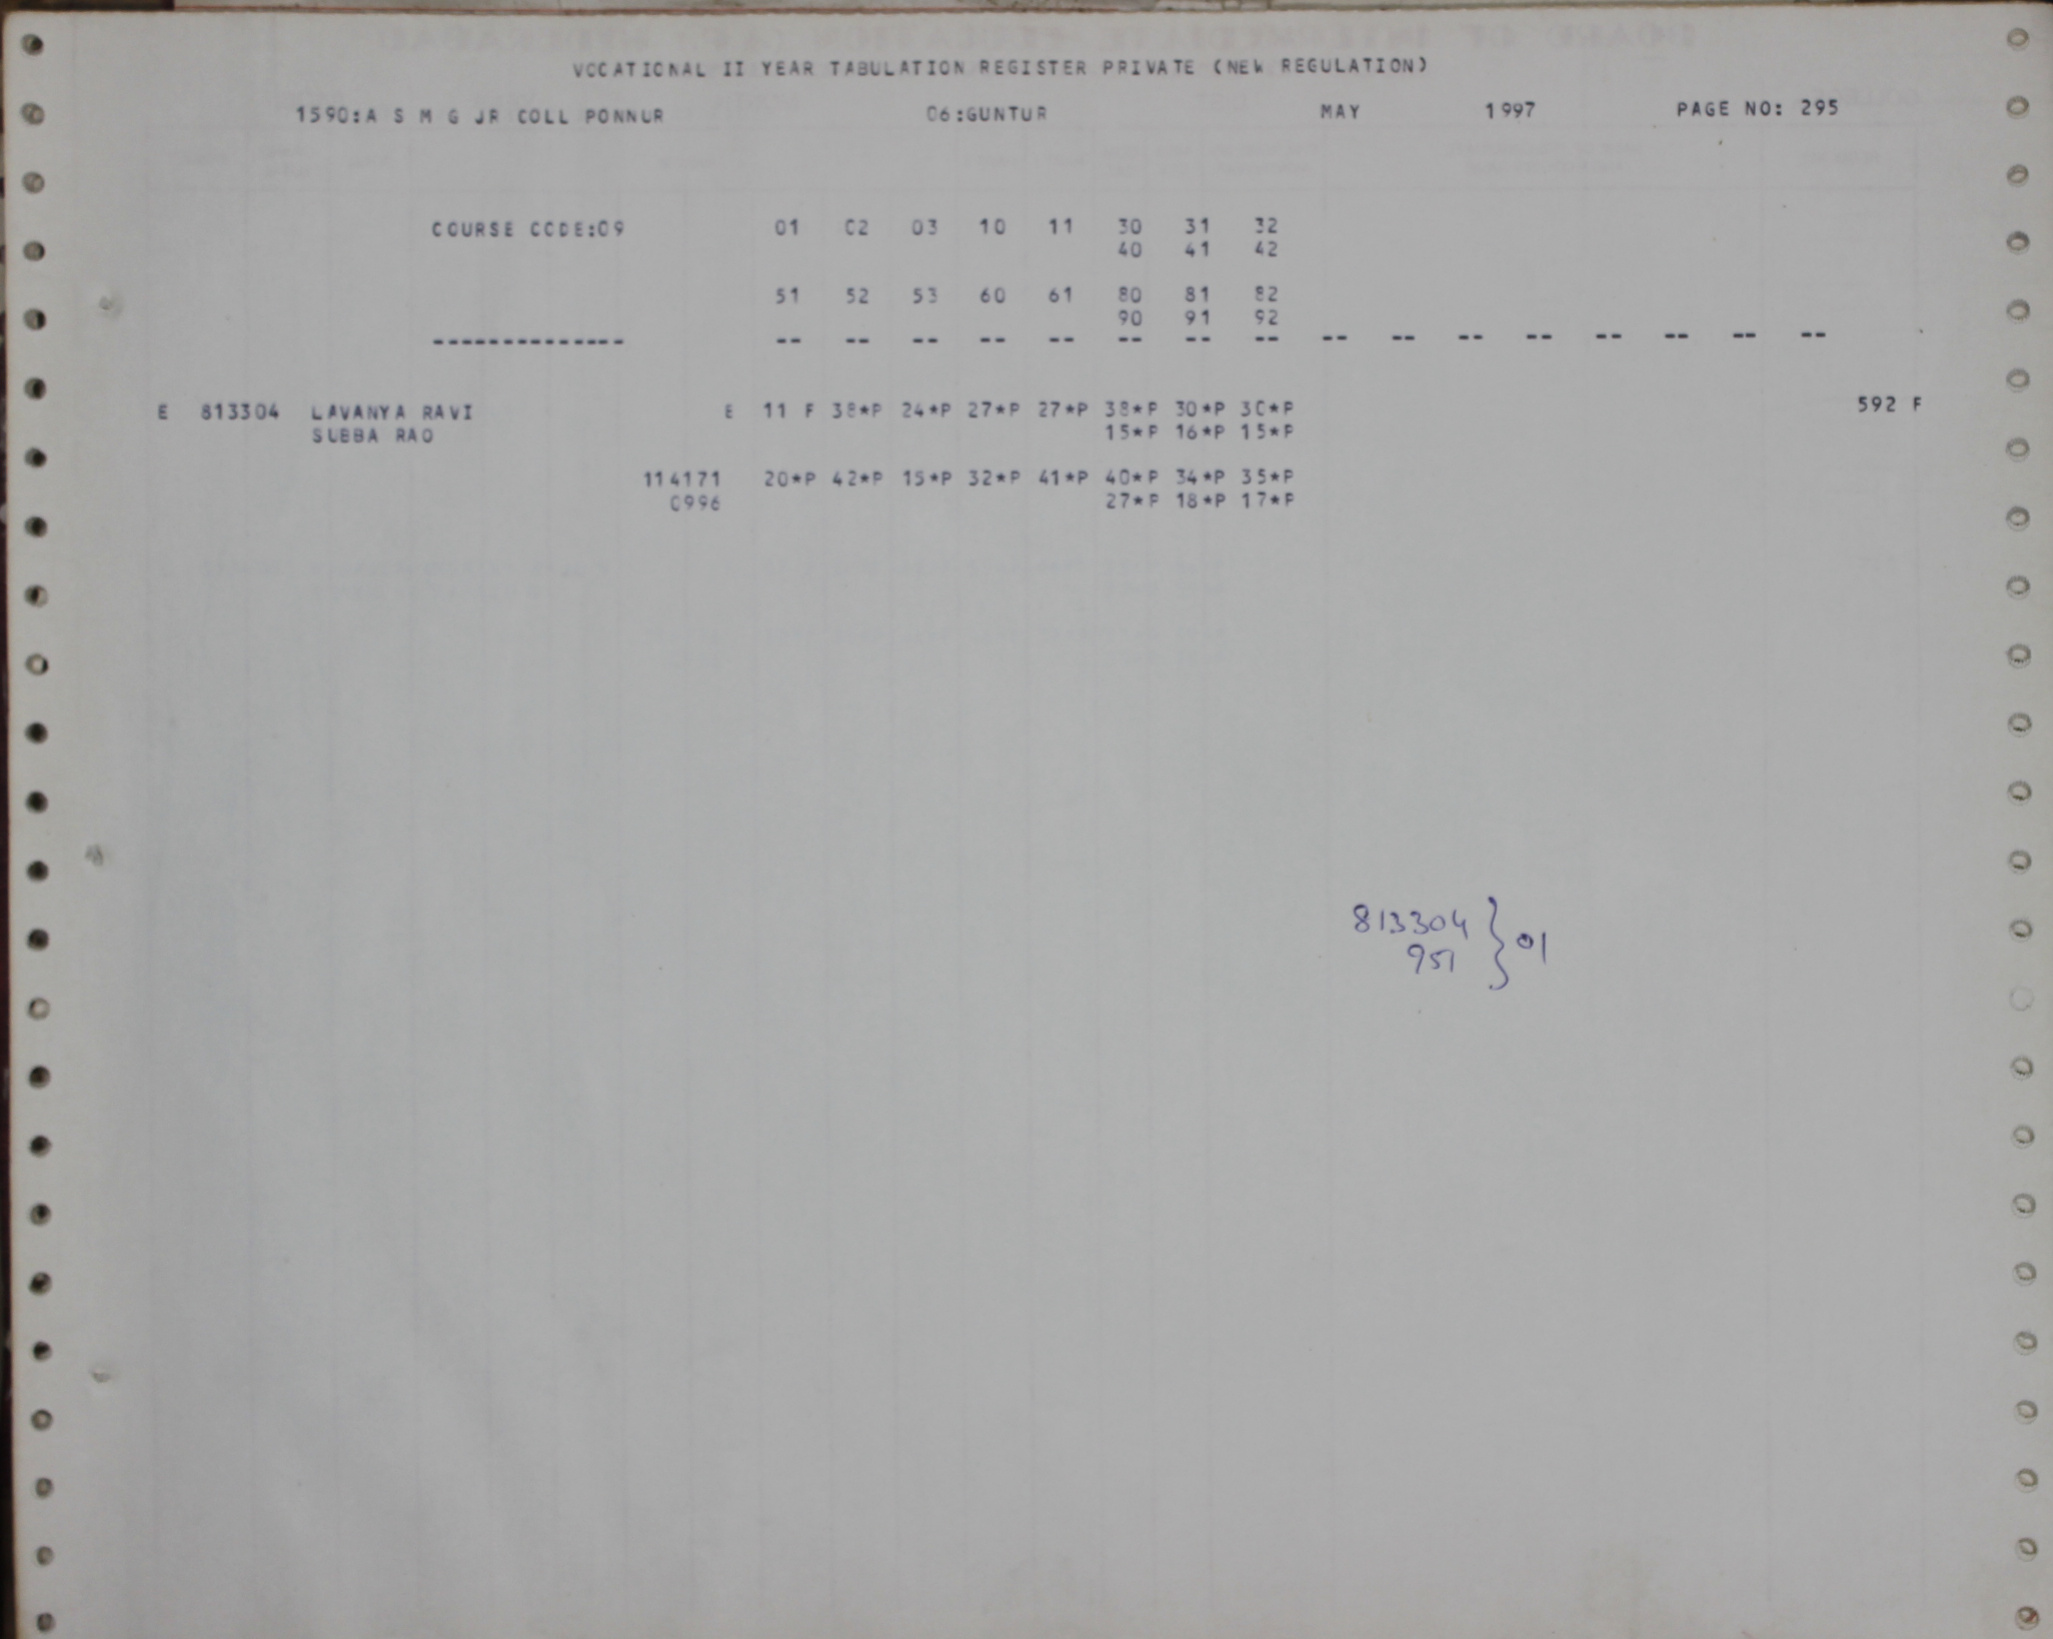 VOCATIONAL II YEAR TABULATION REGISTER PRIVATE (NEW REGULATION)
1590:A S M G JR COLL PONNUR 06:GUNTUR MAY 1997 PAGE NO: 295
COURSE CODE:09 01 02 03 10 11 30 31 32
40 41 42
51 52 53 60 61 80 81 82
90 91 92
-------------- -- -- -- -- -- -- -- -- -- -- -- -- -- -- -- --
E 813304 LAVANYA RAVI E 11 F 38*P 24*P 27*P 27*P 38*P 30*P 30*P 592 F
SUBBA RAO 15*P 16*P 15*P
114171 20*P 42*P 15*P 32*P 41*P 40*P 34*P 35*P
0996 27*P 18*P 17*P
813304 } 01
951